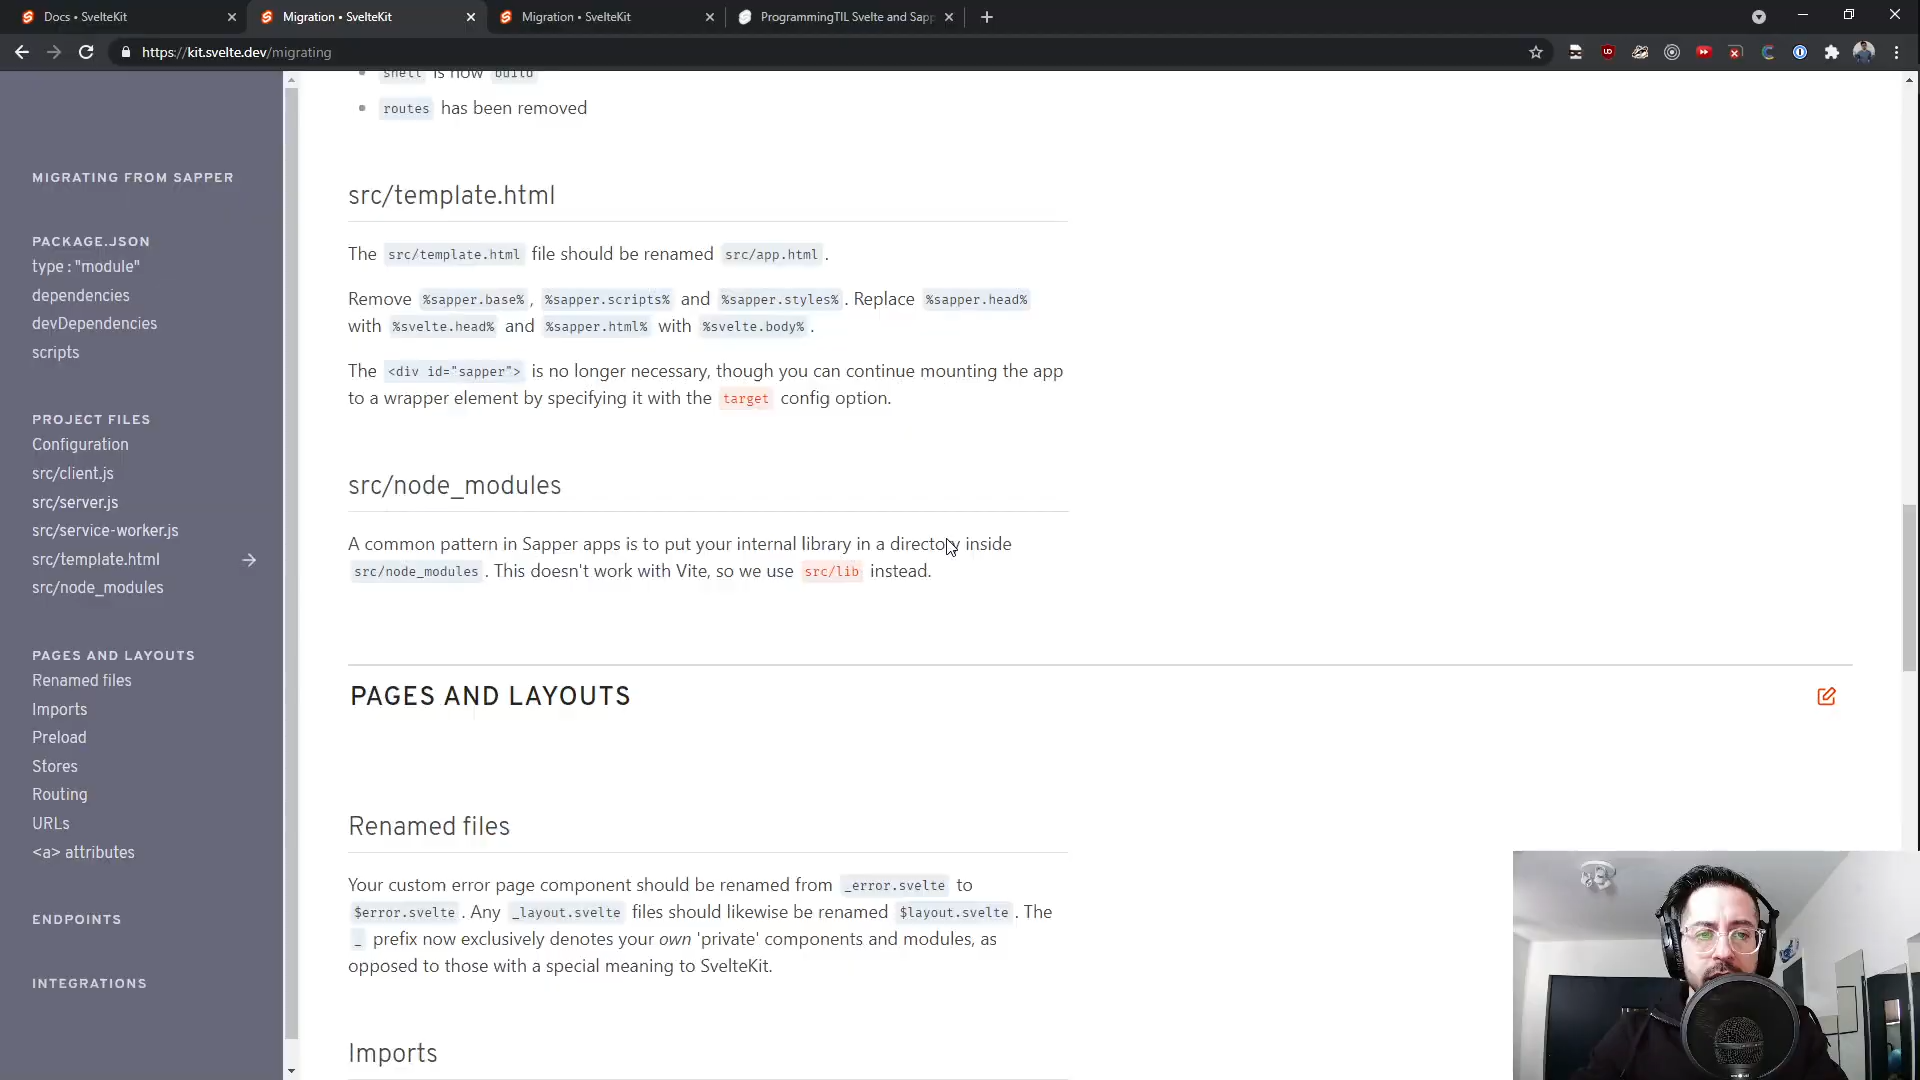 Docs • SvelteKit
Migration • SvelteKit
Migration • SvelteKit
ProgrammingTIL Svelte and Sapp
https://kit.svelte.dev/migrating
MIGRATING FROM SAPPER
PACKAGE.JSON
type : "module"
dependencies
devDependencies
scripts
PROJECT FILES
Configuration
src/client.js
src/server.js
src/service-worker.js
src/template.html
src/node_modules
PAGES AND LAYOUTS
Renamed files
Imports
Preload
Stores
Routing
URLs
<a> attributes
ENDPOINTS
INTEGRATIONS
shell is now build
routes has been removed
src/template.html
The src/template.html file should be renamed src/app.html .
Remove %sapper.base% , %sapper.scripts% and %sapper.styles% . Replace %sapper.head%
with %svelte.head% and %sapper.html% with %svelte.body% .
The <div id="sapper"> is no longer necessary, though you can continue mounting the app
to a wrapper element by specifying it with the target config option.
src/node_modules
A common pattern in Sapper apps is to put your internal library in a directory inside
src/node_modules . This doesn't work with Vite, so we use src/lib instead.
PAGES AND LAYOUTS
Renamed files
Your custom error page component should be renamed from _error.svelte to
$error.svelte . Any _layout.svelte files should likewise be renamed $layout.svelte . The
_ prefix now exclusively denotes your own 'private' components and modules, as
opposed to those with a special meaning to SvelteKit.
Imports